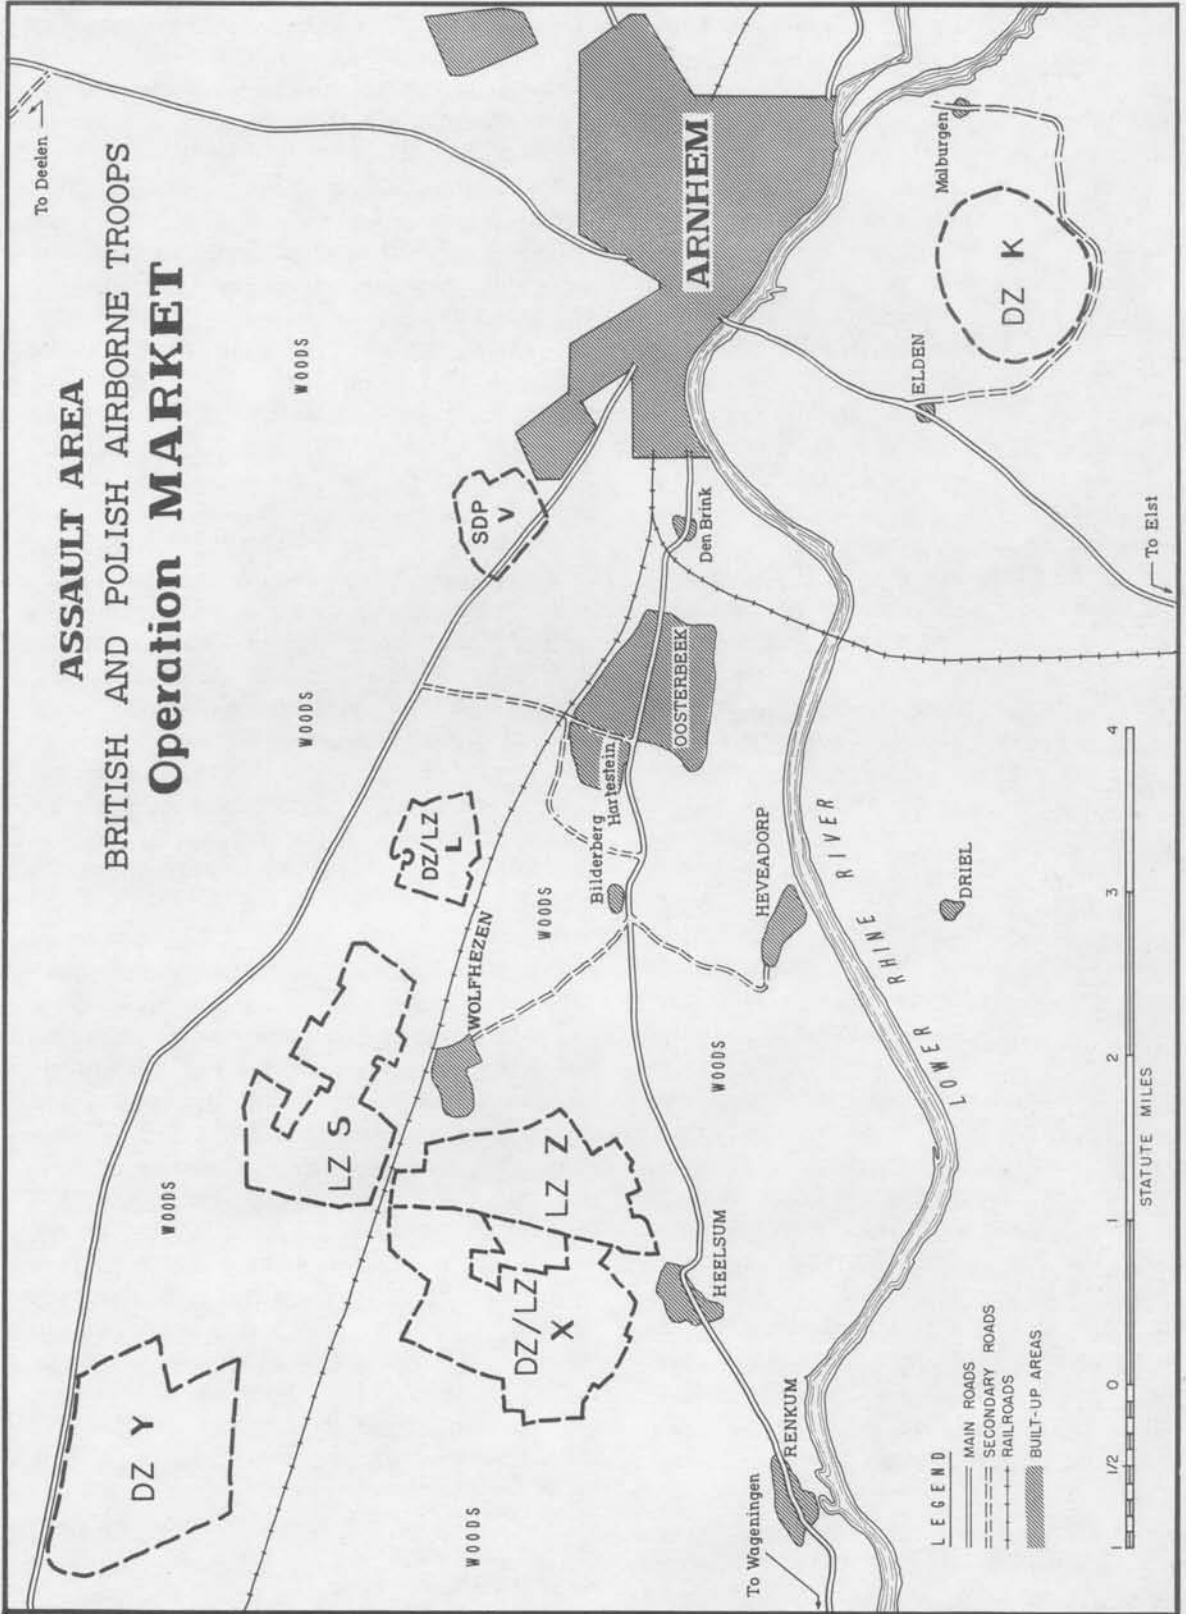 ASSAULT AREA
BRITISH AND POLISH AIRBORNE TROOPS
Operation MARKET
To Deelen
WOODS
WOODS
WOODS
WOODS
WOODS
WOODS
DZ Y
LZ S
DZ/LZ
L
SDP
V
DZ/LZ
X
LZ Z
WOLFHEZEN
Bilderberg
Hartestein
OOSTERBEEK
Den Brink
ARNHEM
Malburgen
DZ K
ELDEN
To Elst
HEELSUM
RENKUM
To Wageningen
HEVEADORP
DRIEL
LOWER RHINE RIVER
LEGEND
MAIN ROADS
SECONDARY ROADS
RAILROADS
BUILT-UP AREAS
1 1/2 0 1 2 3 4
STATUTE MILES